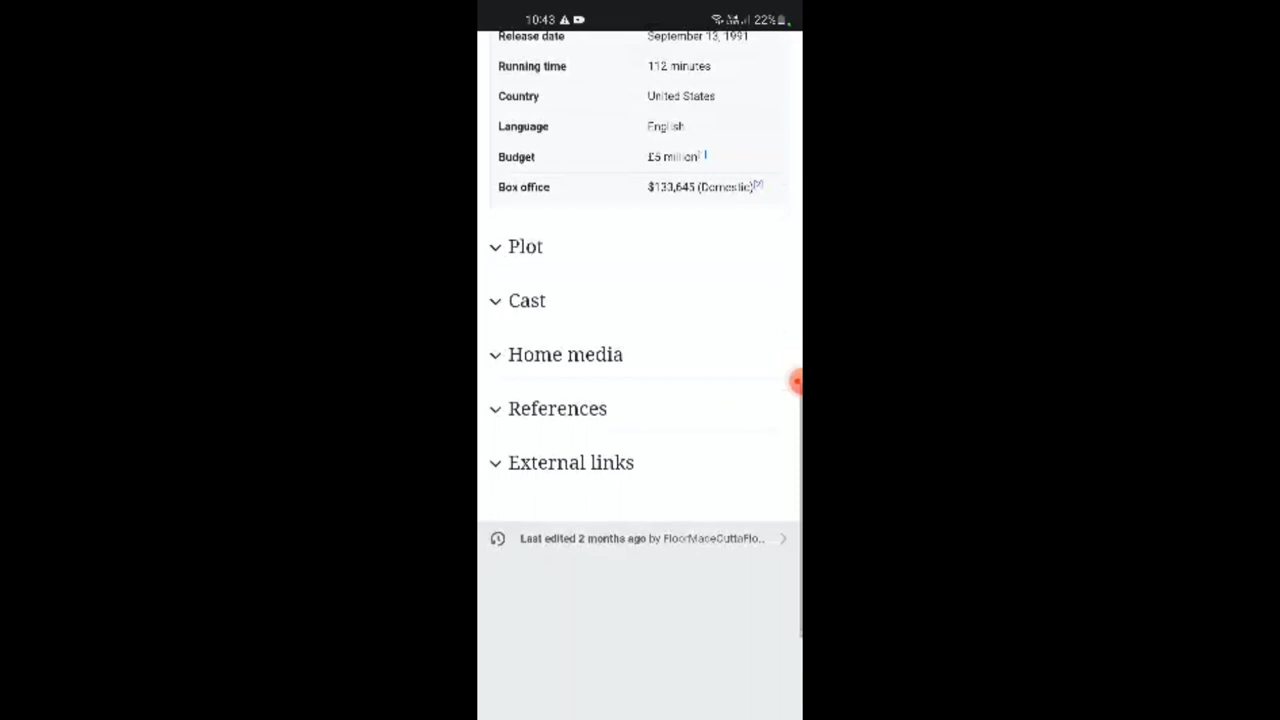 10:43 22%
Release date September 13, 1991
Running time 112 minutes
Country United States
Language English
Budget £5 million
Box office $133,645 (Domestic)[2]
Plot
Cast
Home media
References
External links
Last edited 2 months ago by